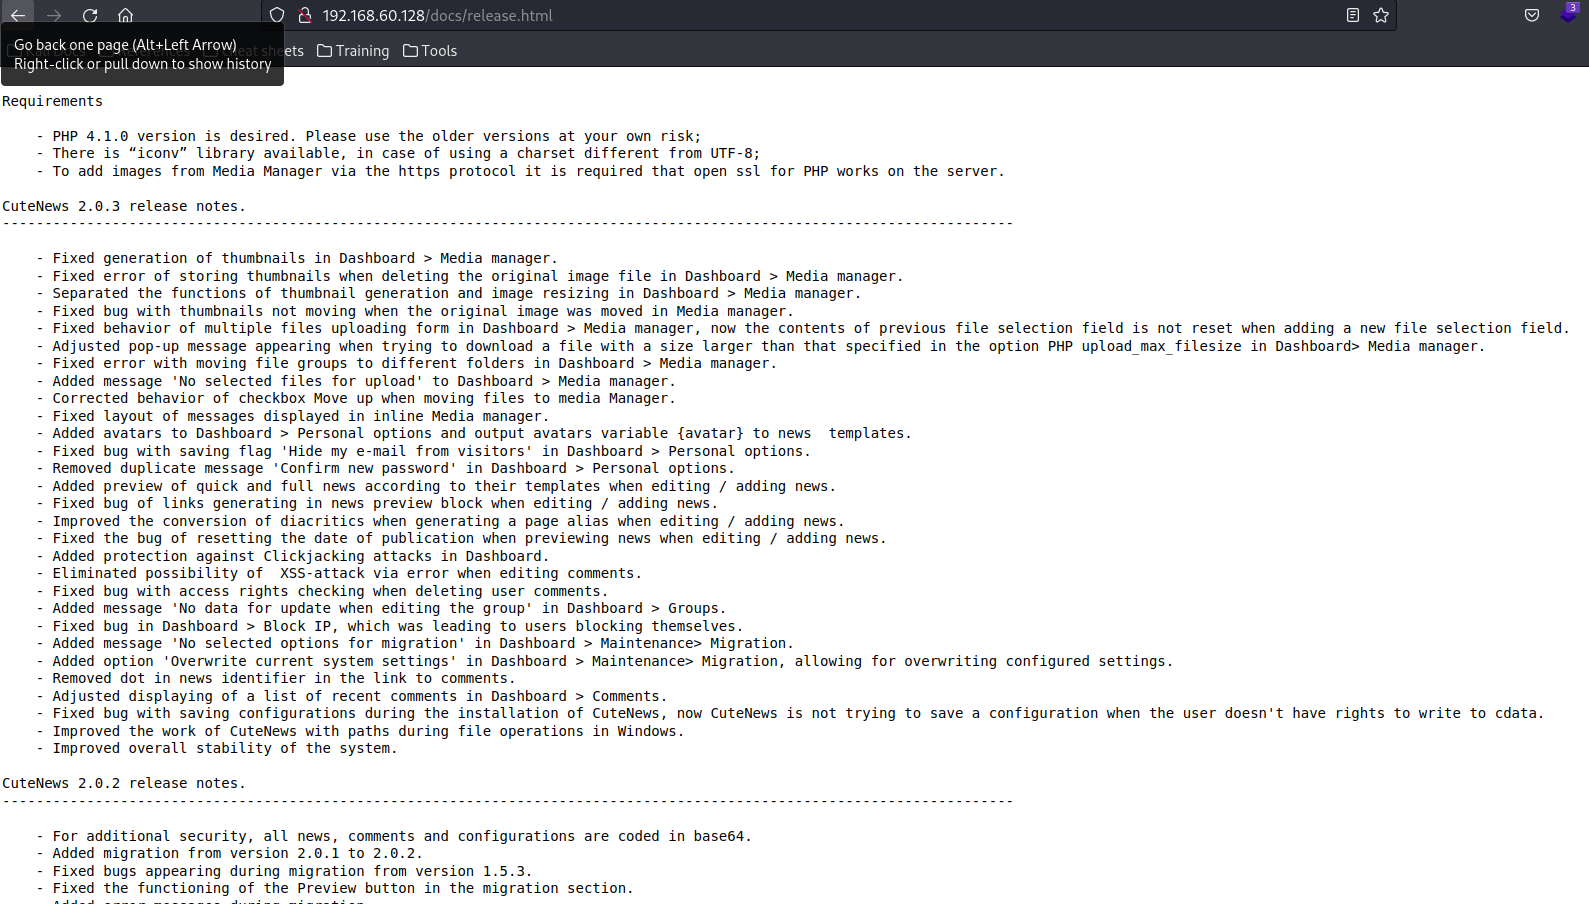 192.168.60.128/docs/release.html
3
Go back one page (Alt+Left Arrow)
Right-click or pull down to show history
sheets Training Tools
Requirements
- PHP 4.1.0 version is desired. Please use the older versions at your own risk;
- There is “iconv” library available, in case of using a charset different from UTF-8;
- To add images from Media Manager via the https protocol it is required that open ssl for PHP works on the server.
CuteNews 2.0.3 release notes.
------------------------------------------------------------------------------------------------------------------------
- Fixed generation of thumbnails in Dashboard > Media manager.
- Fixed error of storing thumbnails when deleting the original image file in Dashboard > Media manager.
- Separated the functions of thumbnail generation and image resizing in Dashboard > Media manager.
- Fixed bug with thumbnails not moving when the original image was moved in Media manager.
- Fixed behavior of multiple files uploading form in Dashboard > Media manager, now the contents of previous file selection field is not reset when adding a new file selection field.
- Adjusted pop-up message appearing when trying to download a file with a size larger than that specified in the option PHP upload_max_filesize in Dashboard> Media manager.
- Fixed error with moving file groups to different folders in Dashboard > Media manager.
- Added message 'No selected files for upload' to Dashboard > Media manager.
- Corrected behavior of checkbox Move up when moving files to media Manager.
- Fixed layout of messages displayed in inline Media manager.
- Added avatars to Dashboard > Personal options and output avatars variable {avatar} to news  templates.
- Fixed bug with saving flag 'Hide my e-mail from visitors' in Dashboard > Personal options.
- Removed duplicate message 'Confirm new password' in Dashboard > Personal options.
- Added preview of quick and full news according to their templates when editing / adding news.
- Fixed bug of links generating in news preview block when editing / adding news.
- Improved the conversion of diacritics when generating a page alias when editing / adding news.
- Fixed the bug of resetting the date of publication when previewing news when editing / adding news.
- Added protection against Clickjacking attacks in Dashboard.
- Eliminated possibility of  XSS-attack via error when editing comments.
- Fixed bug with access rights checking when deleting user comments.
- Added message 'No data for update when editing the group' in Dashboard > Groups.
- Fixed bug in Dashboard > Block IP, which was leading to users blocking themselves.
- Added message 'No selected options for migration' in Dashboard > Maintenance> Migration.
- Added option 'Overwrite current system settings' in Dashboard > Maintenance> Migration, allowing for overwriting configured settings.
- Removed dot in news identifier in the link to comments.
- Adjusted displaying of a list of recent comments in Dashboard > Comments.
- Fixed bug with saving configurations during the installation of CuteNews, now CuteNews is not trying to save a configuration when the user doesn't have rights to write to cdata.
- Improved the work of CuteNews with paths during file operations in Windows.
- Improved overall stability of the system.
CuteNews 2.0.2 release notes.
------------------------------------------------------------------------------------------------------------------------
- For additional security, all news, comments and configurations are coded in base64.
- Added migration from version 2.0.1 to 2.0.2.
- Fixed bugs appearing during migration from version 1.5.3.
- Fixed the functioning of the Preview button in the migration section.